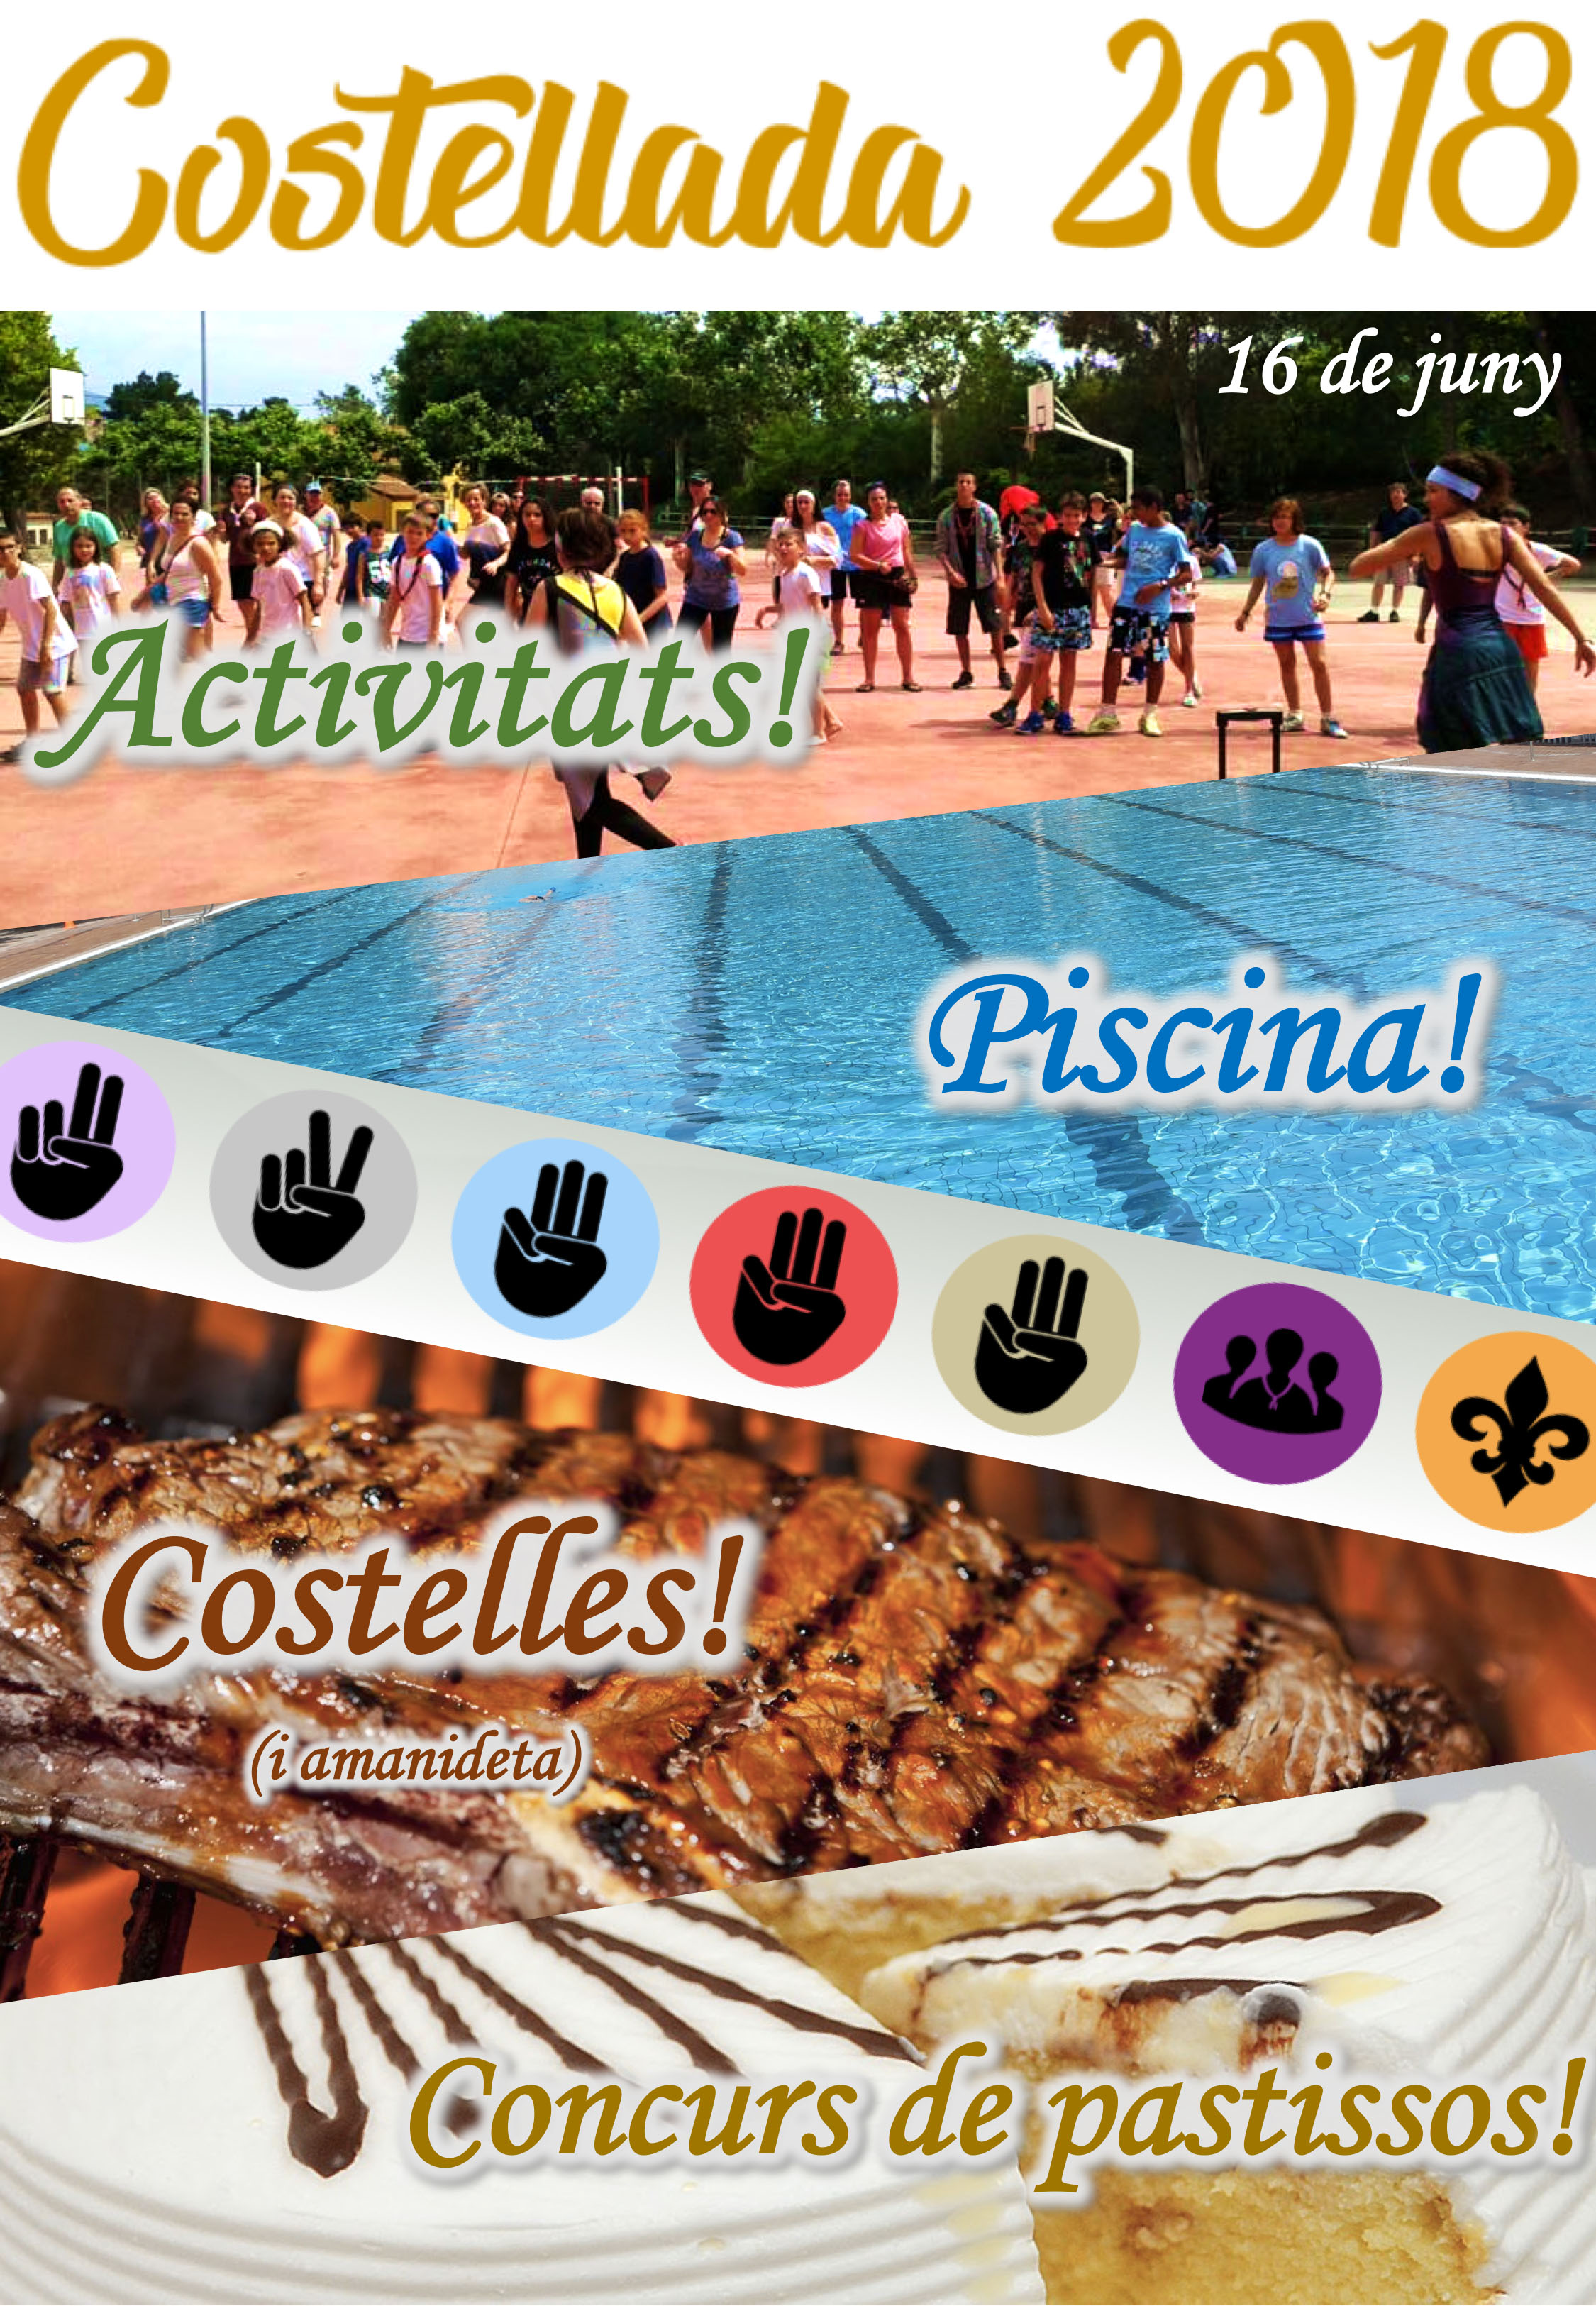 Costellada 2018
16 de juny
Activitats!
Piscina!
Costelles!
(i amanideta)
Concurs de pastissos!